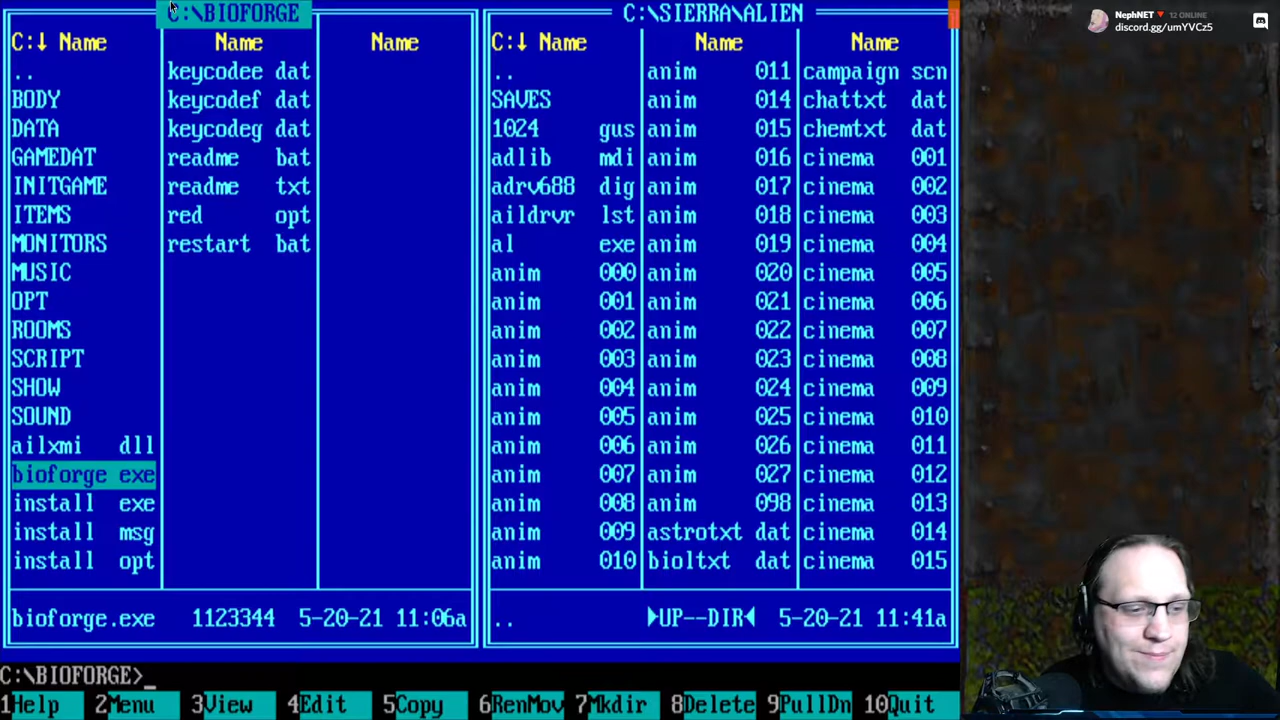 C:\BIOFORGE
C:↓ Name Name Name
.. keycodee dat
BODY keycodef dat
DATA keycodeg dat
GAMEDAT readme bat
INITGAME readme txt
ITEMS red opt
MONITORS restart bat
MUSIC
OPT
ROOMS
SCRIPT
SHOW
SOUND
ailxmi dll
bioforge exe
install exe
install msg
install opt
bioforge.exe 1123344 5-20-21 11:06a
C:\SIERRA\ALIEN
C:↓ Name Name Name
.. anim 011 campaign scn
SAVES anim 014 chattxt dat
1024 gus anim 015 chemtxt dat
adlib mdi anim 016 cinema 001
adrv688 dig anim 017 cinema 002
aildrvr lst anim 018 cinema 003
al exe anim 019 cinema 004
anim 000 anim 020 cinema 005
anim 001 anim 021 cinema 006
anim 002 anim 022 cinema 007
anim 003 anim 023 cinema 008
anim 004 anim 024 cinema 009
anim 005 anim 025 cinema 010
anim 006 anim 026 cinema 011
anim 007 anim 027 cinema 012
anim 008 anim 098 cinema 013
anim 009 astrotxt dat cinema 014
anim 010 bioltxt dat cinema 015
.. ►UP--DIR◄ 5-20-21 11:41a
C:\BIOFORGE>_
1Help 2Menu 3View 4Edit 5Copy 6RenMov 7Mkdir 8Delete 9PullDn 10Quit
NephNET 12 ONLINE
discord.gg/umYVCz5